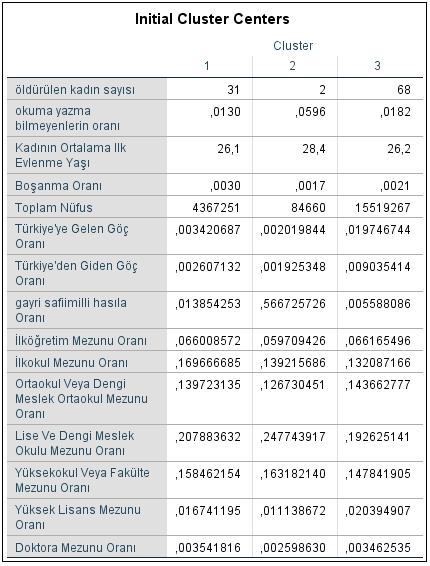 Initial Cluster Centers
Cluster
1 2 3
öldürülen kadın sayısı 31 2 68
okuma yazma
bilmeyenlerin oranı ,0130 ,0596 ,0182
Kadının Ortalama Ilk
Evlenme Yaşı 26,1 28,4 26,2
Boşanma Oranı ,0030 ,0017 ,0021
Toplam Nüfus 4367251 84660 15519267
Türkiye'ye Gelen Göç
Oranı ,003420687 ,002019844 ,019746744
Türkiye'den Giden Göç
Oranı ,002607132 ,001925348 ,009035414
gayri safiimilli hasıla
Oranı ,013854253 ,566725726 ,005588086
İlköğretim Mezunu Oranı ,066008572 ,059709426 ,066165496
İlkokul Mezunu Oranı ,169666685 ,139215686 ,132087166
Ortaokul Veya Dengi
Meslek Ortaokul Mezunu
Oranı ,139723135 ,126730451 ,143662777
Lise Ve Dengi Meslek
Okulu Mezunu Oranı ,207883632 ,247743917 ,192625141
Yüksekokul Veya Fakülte
Mezunu Oranı ,158462154 ,163182140 ,147841905
Yüksek Lisans Mezunu
Oranı ,016741195 ,011138672 ,020394907
Doktora Mezunu Oranı ,003541816 ,002598630 ,003462535